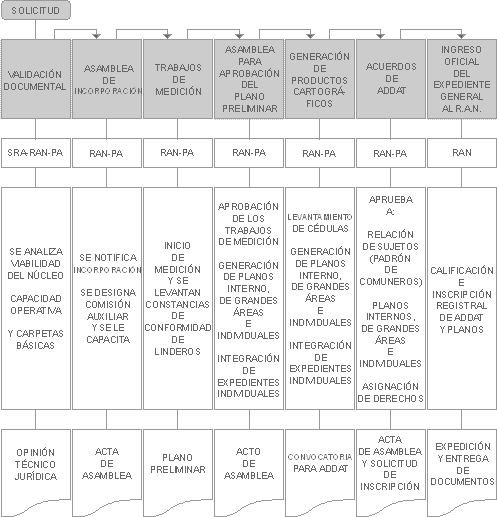 SOLICITUD
VALIDACIÓN
DOCUMENTAL
ASAMBLEA
DE
INCORPORACIÓN
TRABAJOS
DE
MEDICIÓN
ASAMBLEA
PARA
APROBACIÓN
DEL
PLANO
PRELIMINAR
GENERACIÓN
DE
PRODUCTOS
CARTOGRÁ-
FICOS
ACUERDOS
DE
ADDAT
INGRESO
OFICIAL
DEL
EXPEDIENTE
GENERAL
AL R.A.N.
SRA-RAN-PA
RAN-PA
RAN-PA
RAN-PA
RAN-PA
RAN-PA
RAN
SE ANALIZA
VIABILIDAD
DEL NÚCLEO
CAPACIDAD
OPERATIVA
Y CARPETAS
BÁSICAS
SE NOTIFICA
INCORPORACIÓN
SE DESIGNA
COMISIÓN
AUXILIAR
Y SE LE
CAPACITA
INICIO
DE
MEDICIÓN
Y SE
LEVANTAN
CONSTANCIAS
DE
CONFORMIDAD
DE
LINDEROS
APROBACIÓN
DE LOS
TRABAJOS
DE MEDICIÓN
GENERACIÓN
DE PLANOS
INTERNO,
DE GRANDES
ÁREAS
E
INDIVIDUALES
INTEGRACIÓN
DE
EXPEDIENTES
INDIVIDUALES
LEVANTAMIENTO
DE CÉDULAS
GENERACIÓN
DE PLANOS
INTERNO,
DE GRANDES
ÁREAS
E
INDIVIDUALES
INTEGRACIÓN
DE
EXPEDIENTES
INDIVIDUALES
APRUEBA
A:
RELACIÓN
DE SUJETOS
(PADRÓN
DE
COMUNEROS)
PLANOS
INTERNOS,
DE GRANDES
ÁREAS
E
INDIVIDUALES
ASIGNACIÓN
DE DERECHOS
CALIFICACIÓN
E
INSCRIPCIÓN
REGISTRAL
DE ADDAT
Y PLANOS
OPINIÓN
TÉCNICO
JURÍDICA
ACTA
DE
ASAMBLEA
PLANO
PRELIMINAR
ACTO
DE
ASAMBLEA
CONVOCATORIA
PARA ADDAT
ACTA
DE ASAMBLEA
Y SOLICITUD
DE
INSCRIPCIÓN
EXPEDICIÓN
Y ENTREGA
DE
DOCUMENTOS